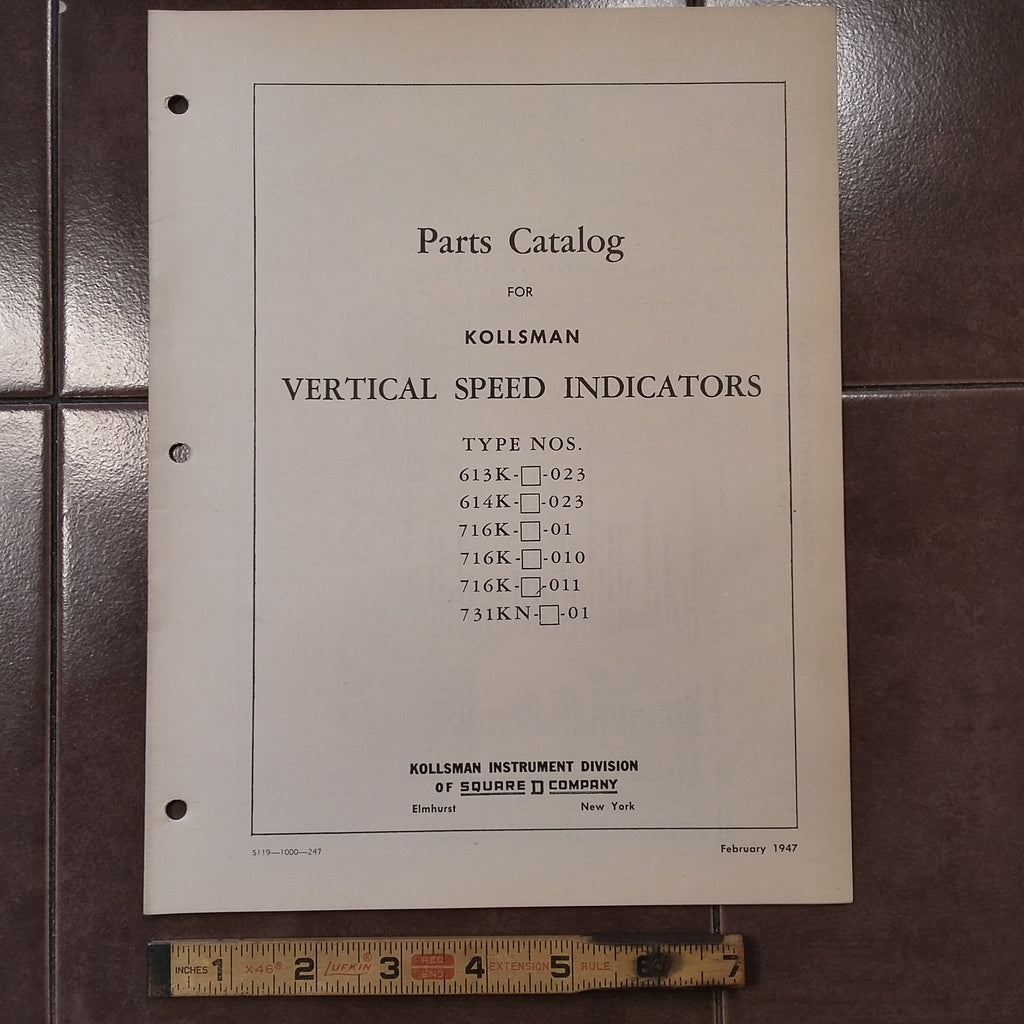 Parts Catalog
FOR
KOLLSMAN
VERTICAL SPEED INDICATORS
TYPE NOS.
613K-□-023
614K-□-023
716K-□-01
716K-□-010
716K-□-011
731KN-□-01
KOLLSMAN INSTRUMENT DIVISION
OF SQUARE D COMPANY
Elmhurst New York
S119—1000—247 February 1947
INCHES 1 X46® 2 LUFKIN® 3 RED END 4 EXTENSION 5 RULE 6 7